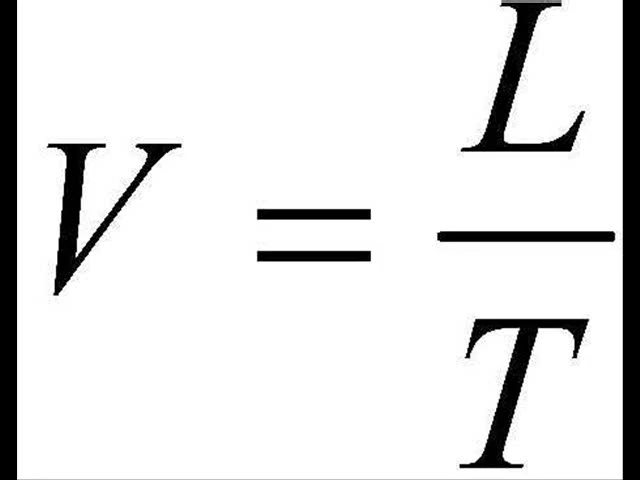 V = L/T